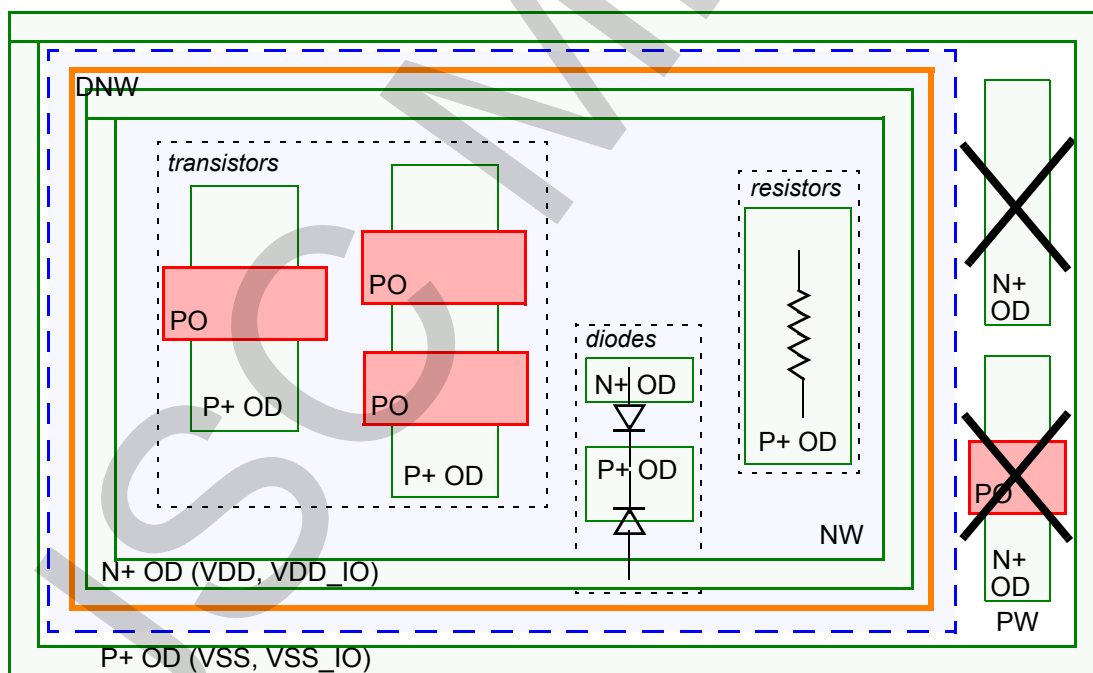 DNW
transistors
resistors
PO
PO
N+
OD
diodes
N+ OD
PO
P+ OD
P+ OD
P+ OD
P+ OD
PO
NW
N+ OD (VDD, VDD_IO)
N+
OD
PW
P+ OD (VSS, VSS_IO)